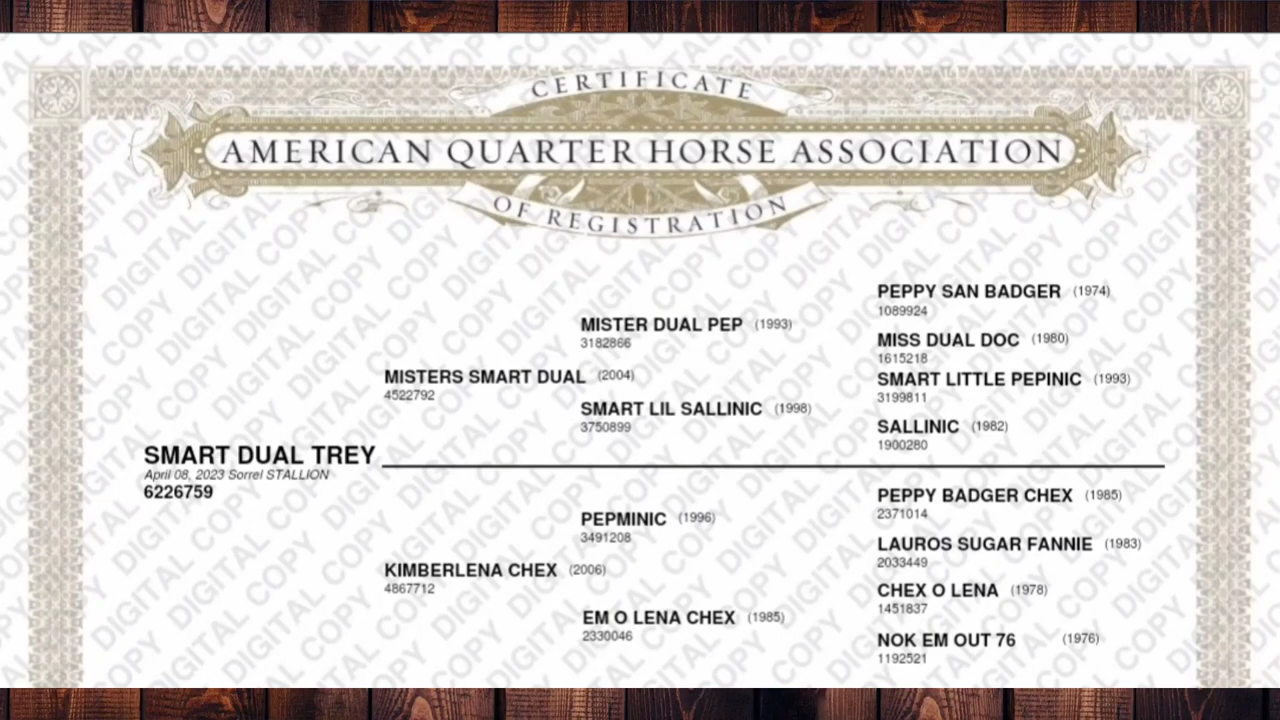 CERTIFICATE
AMERICAN QUARTER HORSE ASSOCIATION
OF REGISTRATION
PEPPY SAN BADGER (1974)
1089924
MISTER DUAL PEP (1993)
3182866
MISS DUAL DOC (1980)
1615218
MISTERS SMART DUAL (2004)
4522792
SMART LITTLE PEPINIC (1993)
3199811
SMART LIL SALLINIC (1998)
3750899
SALLINIC (1982)
1900280
SMART DUAL TREY
April 08, 2023 Sorrel STALLION
6226759
PEPPY BADGER CHEX (1985)
2371014
PEPMINIC (1996)
3491208
LAUROS SUGAR FANNIE (1983)
2033449
KIMBERLENA CHEX (2006)
4867712
CHEX O LENA (1978)
1451837
EM O LENA CHEX (1985)
2330046
NOK EM OUT 76 (1976)
1192521
DIGITAL COPY